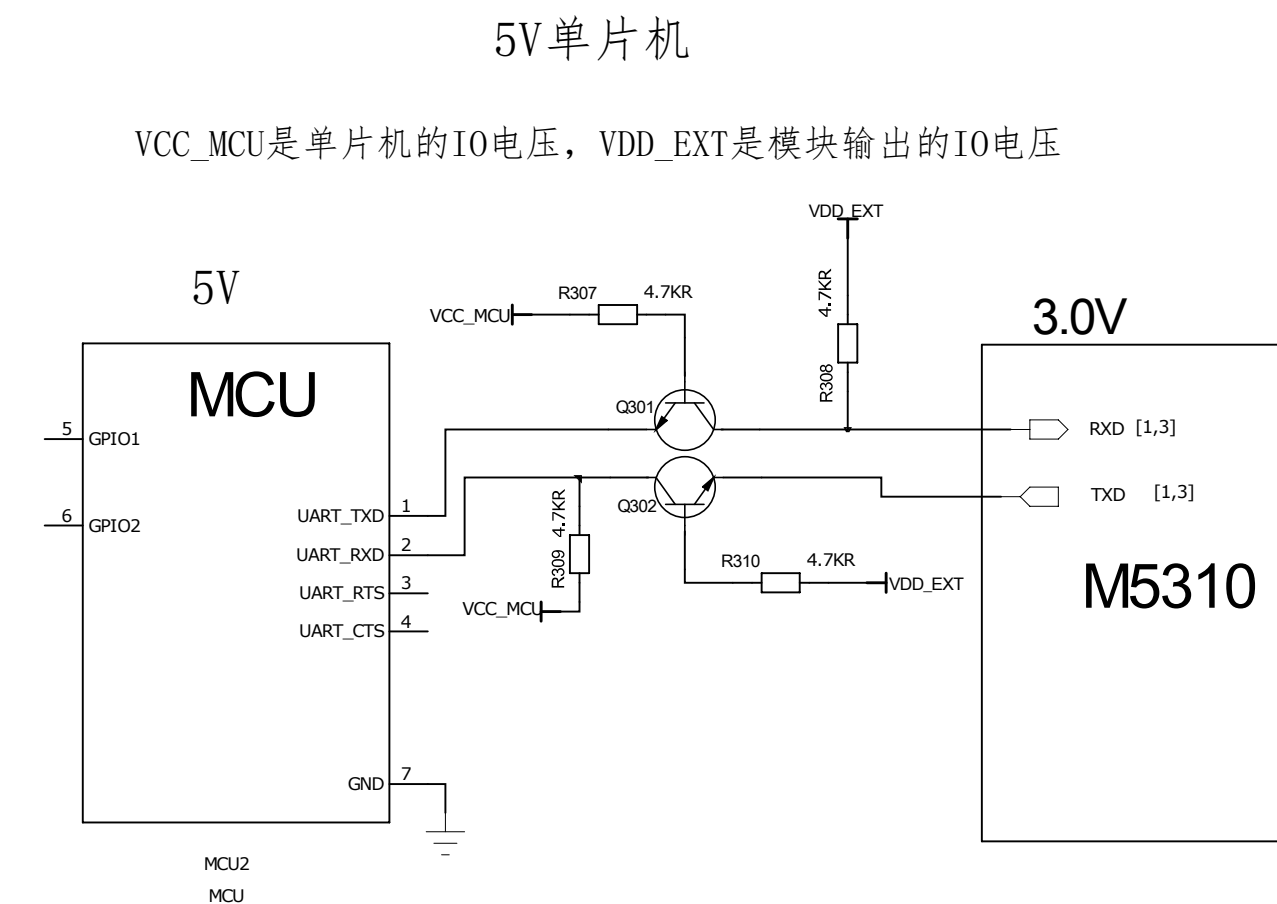 5V单片机
VCC_MCU是单片机的IO电压，VDD_EXT是模块输出的IO电压
VDD_EXT
5V
R307 4.7KR
4.7KR
VCC_MCU
3.0V
R308
MCU
Q301
5 GPIO1
RXD [1,3]
TXD [1,3]
Q302
6 GPIO2
UART_TXD 1
4.7KR
UART_RXD 2
R309
R310 4.7KR
VDD_EXT
M5310
UART_RTS 3
VCC_MCU
UART_CTS 4
GND 7
MCU2
MCU